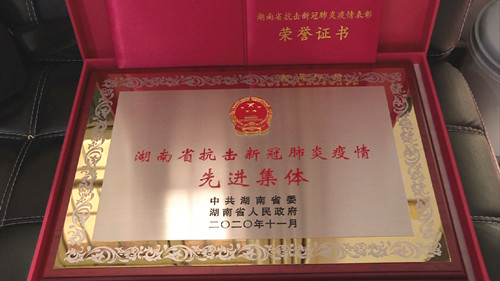 湖南省抗击新冠肺炎疫情表彰
荣誉证书
湖南省抗击新冠肺炎疫情
先进集体
中共湖南省委
湖南省人民政府
二〇二〇年十一月